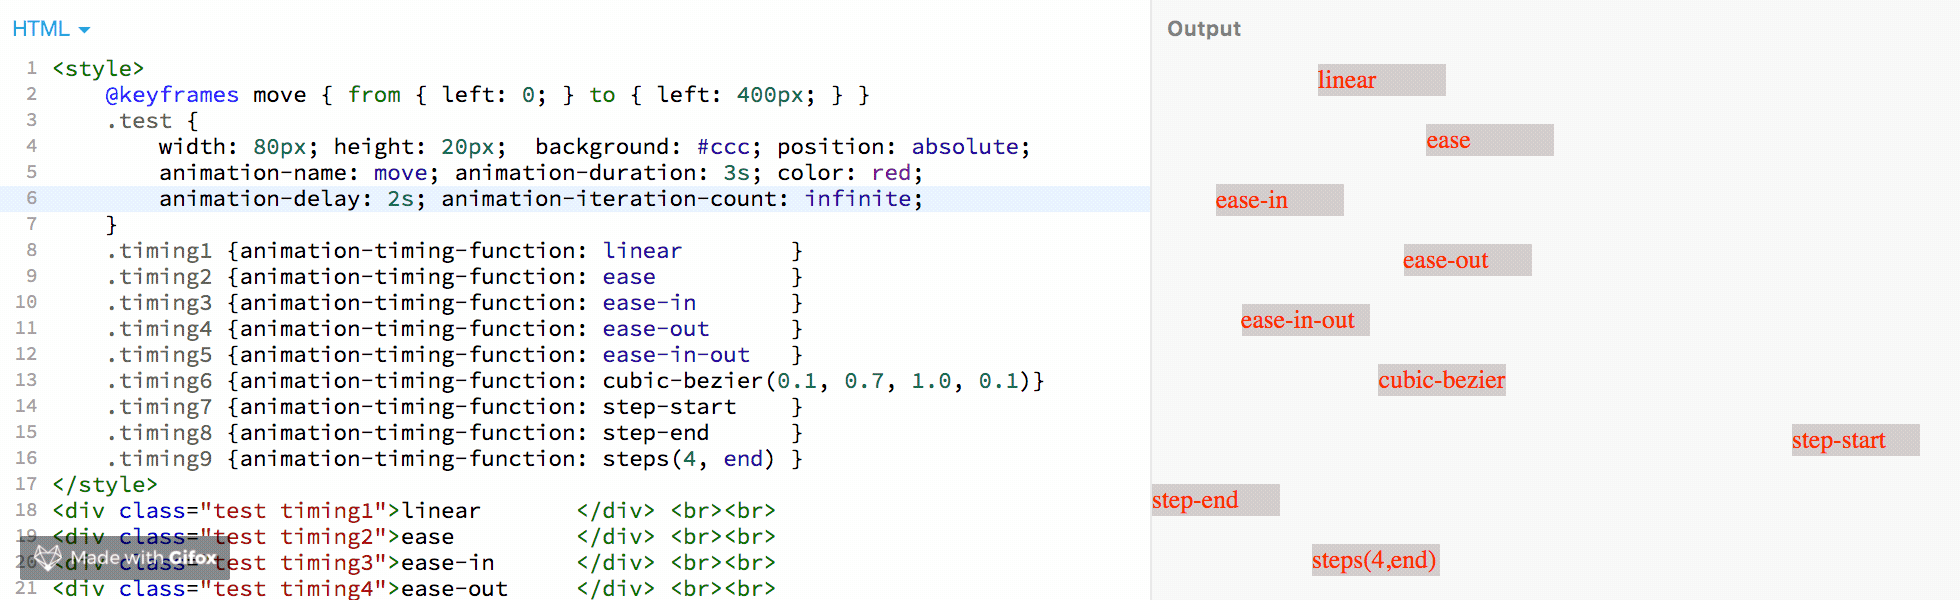 HTML
1 <style>
2 @keyframes move { from { left: 0; } to { left: 400px; } }
3 .test {
4 width: 80px; height: 20px;  background: #ccc; position: absolute;
5 animation-name: move; animation-duration: 3s; color: red;
6 animation-delay: 2s; animation-iteration-count: infinite;
7 }
8 .timing1 {animation-timing-function: linear        }
9 .timing2 {animation-timing-function: ease          }
10 .timing3 {animation-timing-function: ease-in       }
11 .timing4 {animation-timing-function: ease-out      }
12 .timing5 {animation-timing-function: ease-in-out   }
13 .timing6 {animation-timing-function: cubic-bezier(0.1, 0.7, 1.0, 0.1)}
14 .timing7 {animation-timing-function: step-start    }
15 .timing8 {animation-timing-function: step-end      }
16 .timing9 {animation-timing-function: steps(4, end) }
17 </style>
18 <div class="test timing1">linear       </div> <br><br>
19 <div class="test timing2">ease         </div> <br><br>
20 <div class="test timing3">ease-in      </div> <br><br>
21 <div class="test timing4">ease-out     </div> <br><br>
Made with Gifox
Output
linear
ease
ease-in
ease-out
ease-in-out
cubic-bezier
step-start
step-end
steps(4,end)